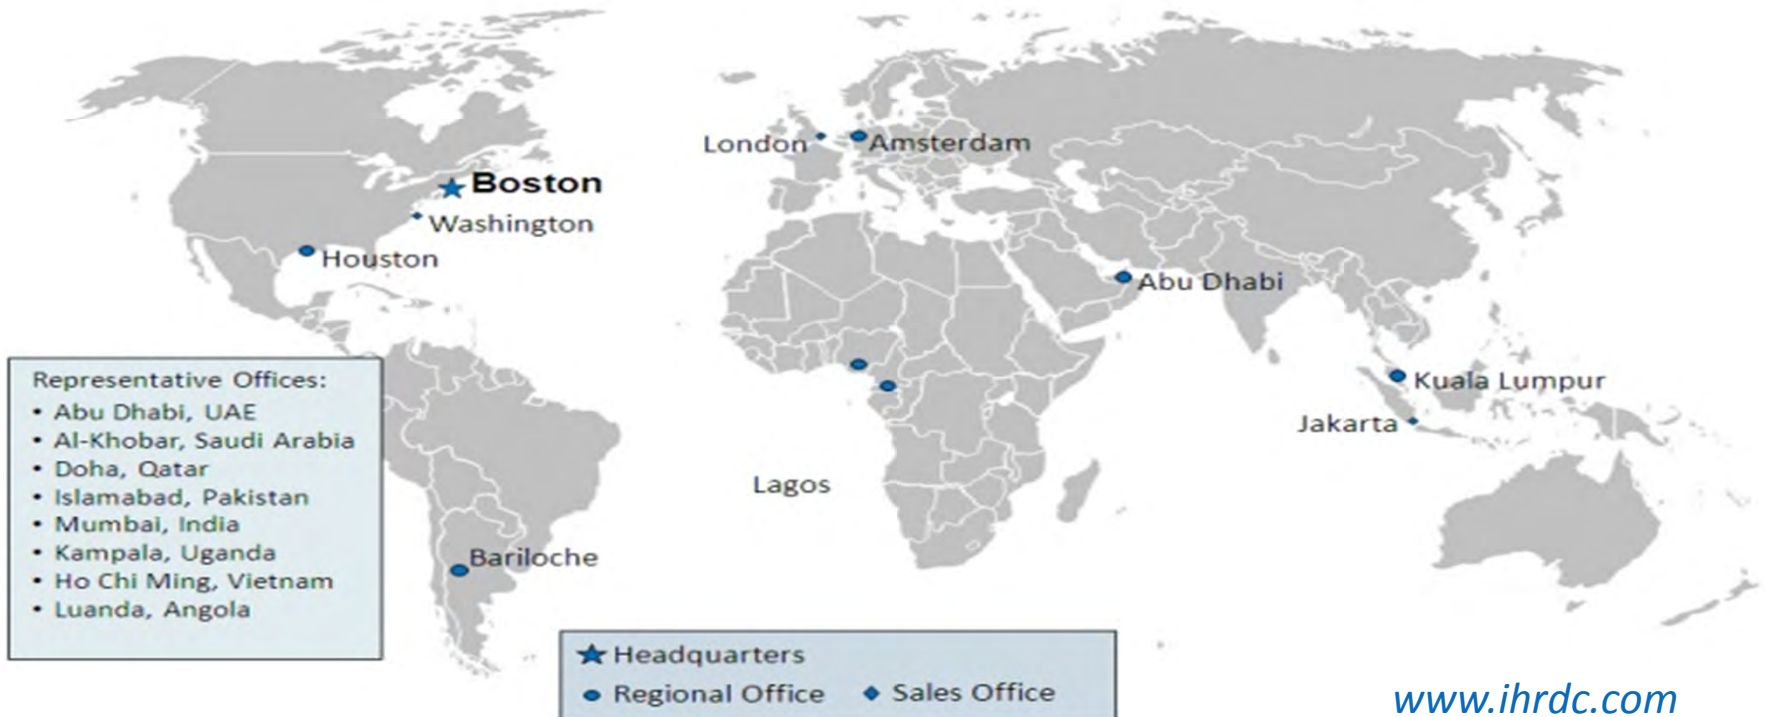 London
Amsterdam
Boston
Washington
Houston
Abu Dhabi
Kuala Lumpur
Jakarta
Lagos
Bariloche
Representative Offices:
• Abu Dhabi, UAE
• Al-Khobar, Saudi Arabia
• Doha, Qatar
• Islamabad, Pakistan
• Mumbai, India
• Kampala, Uganda
• Ho Chi Ming, Vietnam
• Luanda, Angola
Headquarters
Regional Office
Sales Office
www.ihrdc.com